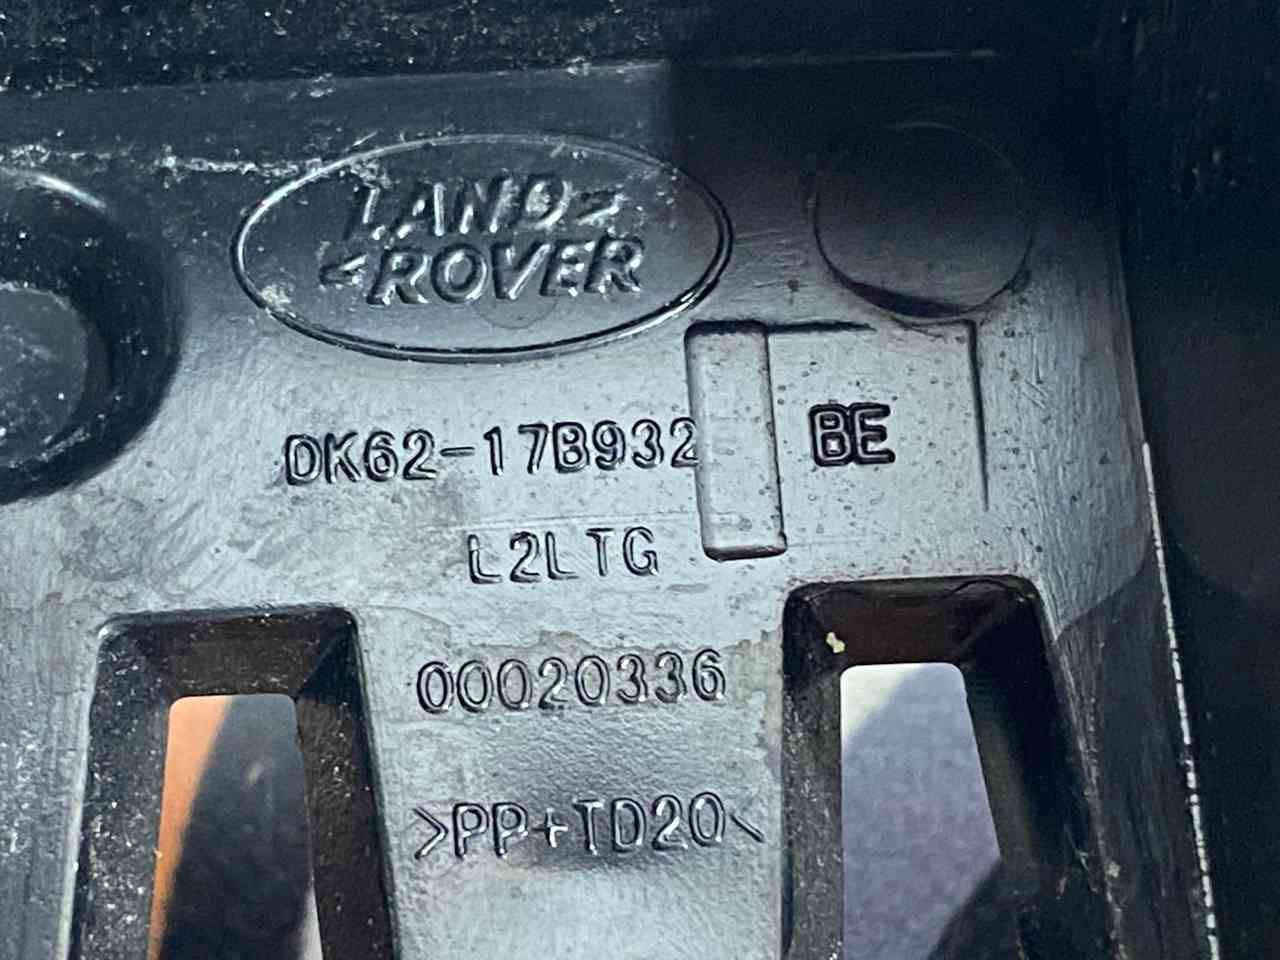 LAND
ROVER
DK62-17B932 BE
L2LTG
00020336
>PP+TD20<